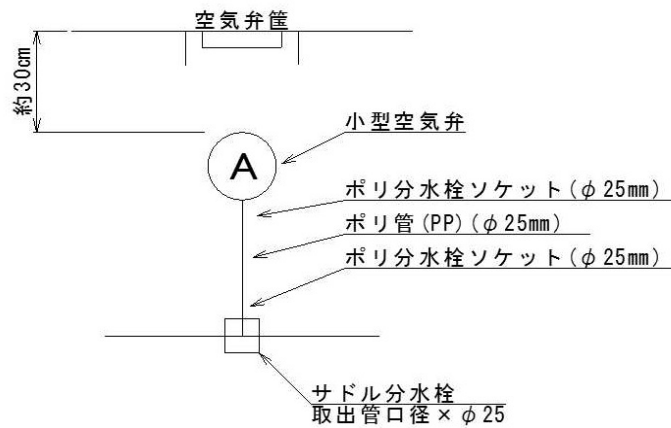 空気弁筐
約30cm
小型空気弁
A
ポリ分水栓ソケット(φ25mm)
ポリ管(PP)(φ25mm)
ポリ分水栓ソケット(φ25mm)
サドル分水栓
取出管口径×φ25